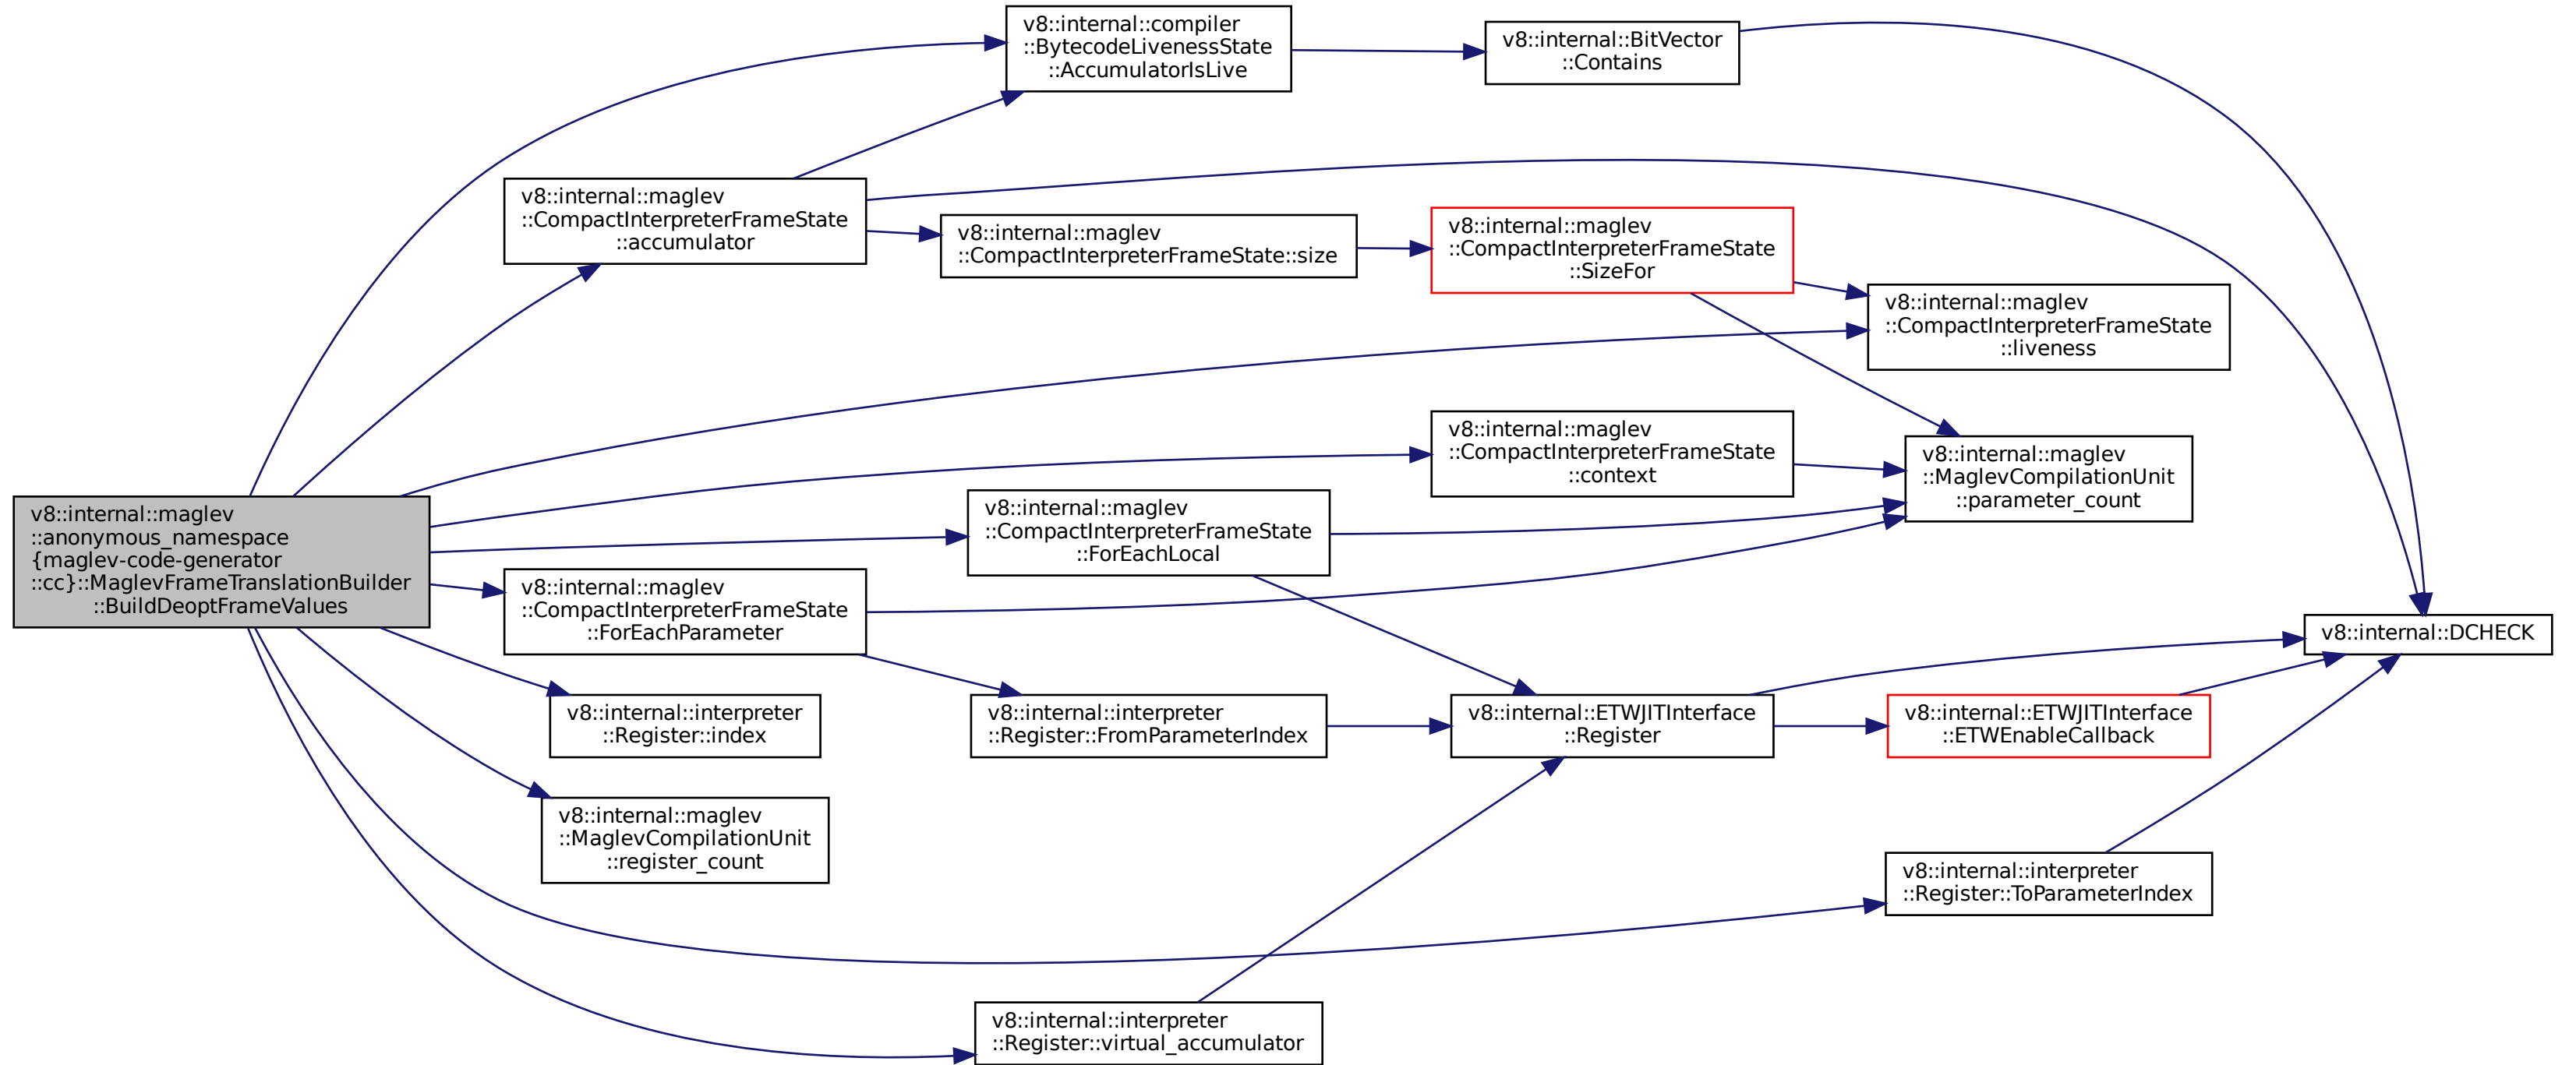 v8::internal::compiler
::BytecodeLivenessState
::AccumulatorIsLive
v8::internal::BitVector
::Contains
v8::internal::maglev
::CompactInterpreterFrameState
::accumulator
v8::internal::maglev
::CompactInterpreterFrameState::size
v8::internal::maglev
::CompactInterpreterFrameState
::SizeFor
v8::internal::maglev
::CompactInterpreterFrameState
::liveness
v8::internal::maglev
::CompactInterpreterFrameState
::context
v8::internal::maglev
::MaglevCompilationUnit
::parameter_count
v8::internal::maglev
::anonymous_namespace
{maglev-code-generator
::cc}::MaglevFrameTranslationBuilder
::BuildDeoptFrameValues
v8::internal::maglev
::CompactInterpreterFrameState
::ForEachLocal
v8::internal::maglev
::CompactInterpreterFrameState
::ForEachParameter
v8::internal::DCHECK
v8::internal::interpreter
::Register::index
v8::internal::interpreter
::Register::FromParameterIndex
v8::internal::ETWJITInterface
::Register
v8::internal::ETWJITInterface
::ETWEnableCallback
v8::internal::maglev
::MaglevCompilationUnit
::register_count
v8::internal::interpreter
::Register::ToParameterIndex
v8::internal::interpreter
::Register::virtual_accumulator